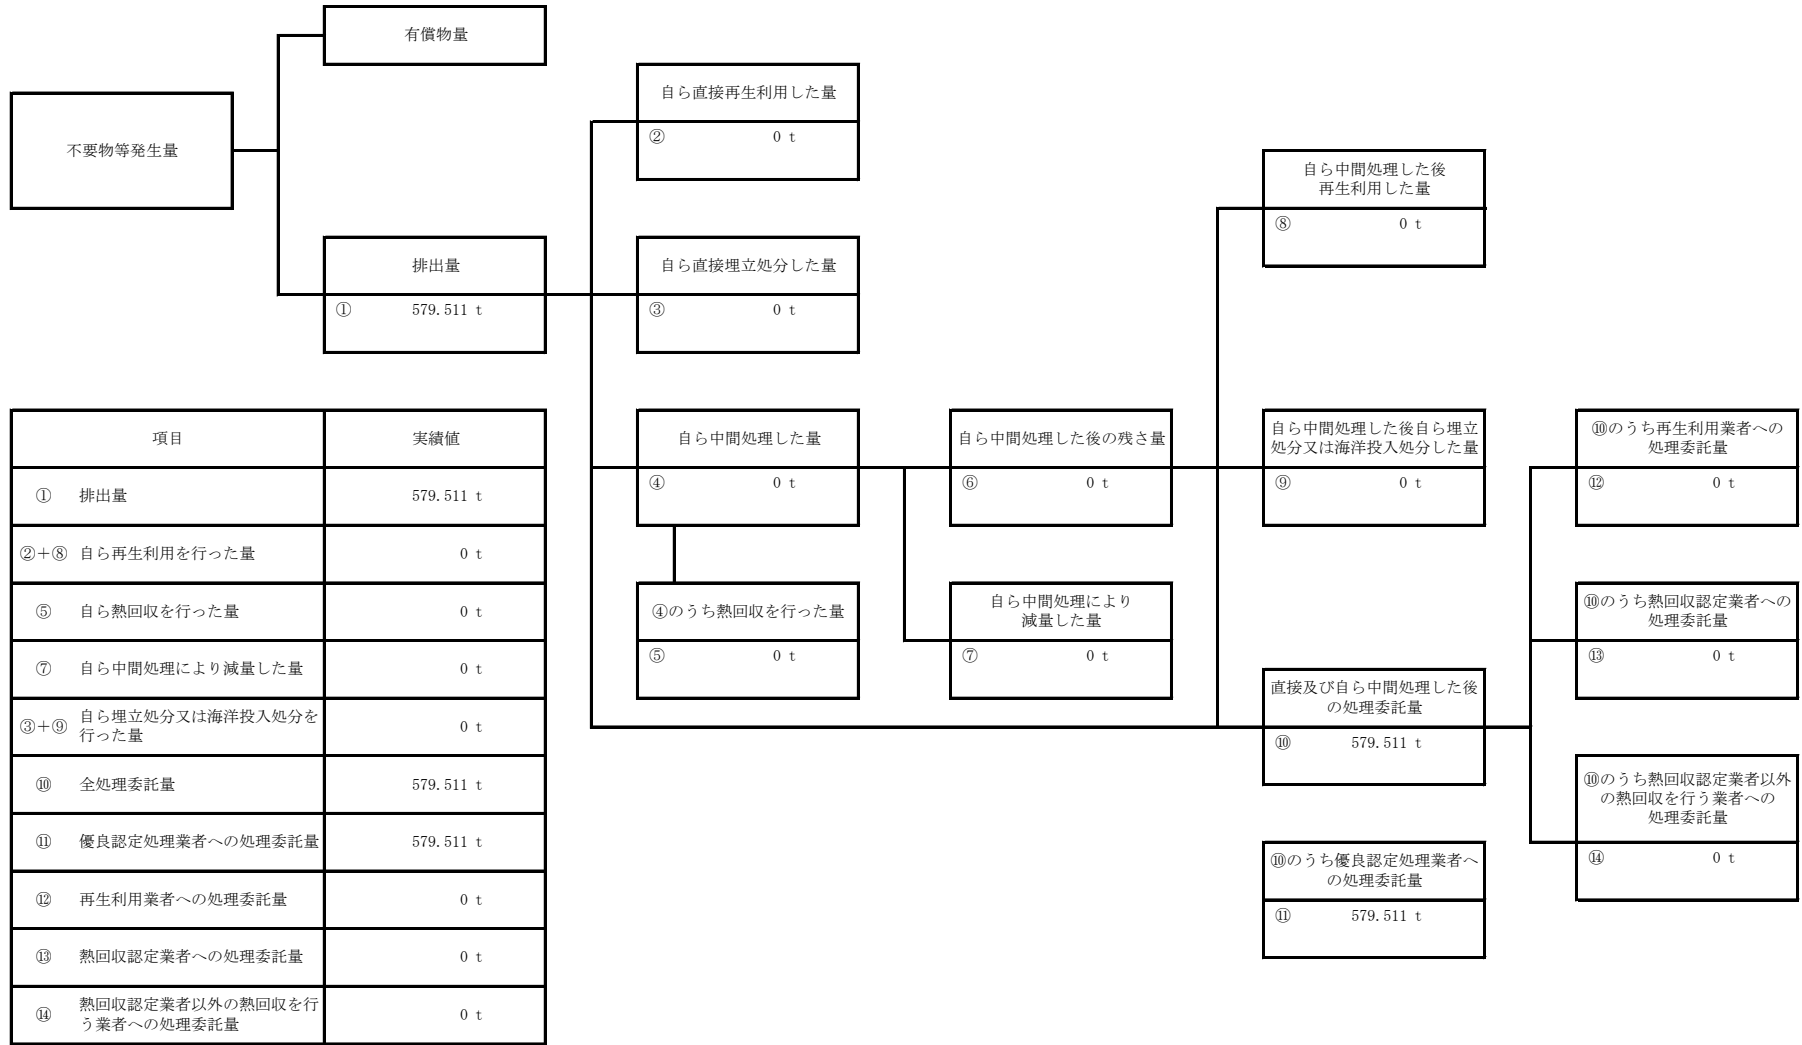 有償物量
不要物等発生量
排出量
① 579.511 t
自ら直接再生利用した量
② 0 t
自ら直接埋立処分した量
③ 0 t
自ら中間処理した量
④ 0 t
④のうち熱回収を行った量
⑤ 0 t
自ら中間処理した後の残さ量
⑥ 0 t
自ら中間処理により
減量した量
⑦ 0 t
自ら中間処理した後
再生利用した量
⑧ 0 t
自ら中間処理した後自ら埋立
処分又は海洋投入処分した量
⑨ 0 t
直接及び自ら中間処理した後
の処理委託量
⑩ 579.511 t
⑩のうち優良認定処理業者へ
の処理委託量
⑪ 579.511 t
⑩のうち再生利用業者への
処理委託量
⑫ 0 t
⑩のうち熱回収認定業者への
処理委託量
⑬ 0 t
⑩のうち熱回収認定業者以外
の熱回収を行う業者への
処理委託量
⑭ 0 t
項目 実績値
① 排出量 579.511 t
②+⑧ 自ら再生利用を行った量 0 t
⑤ 自ら熱回収を行った量 0 t
⑦ 自ら中間処理により減量した量 0 t
③+⑨ 自ら埋立処分又は海洋投入処分を
行った量 0 t
⑩ 全処理委託量 579.511 t
⑪ 優良認定処理業者への処理委託量 579.511 t
⑫ 再生利用業者への処理委託量 0 t
⑬ 熱回収認定業者への処理委託量 0 t
⑭ 熱回収認定業者以外の熱回収を行
う業者への処理委託量 0 t